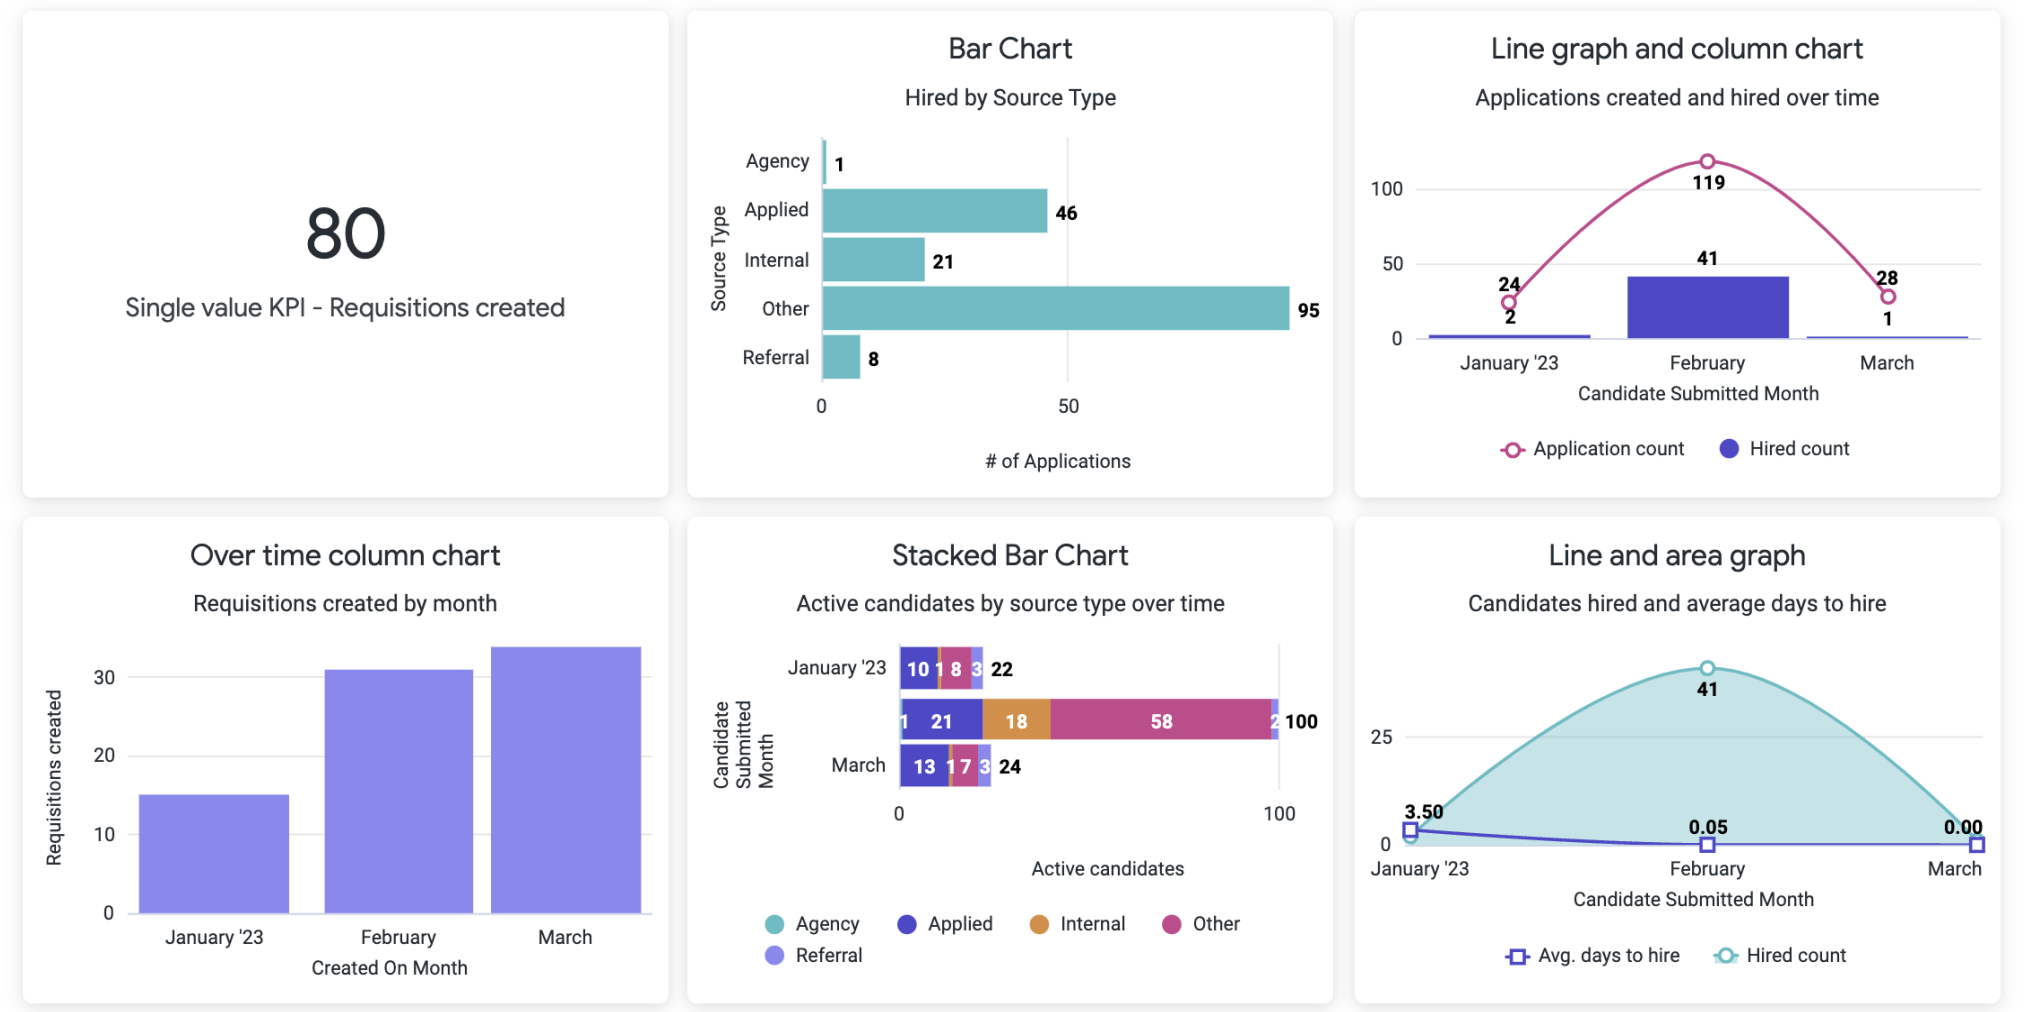 80
Single value KPI - Requisitions created
Bar Chart
Hired by Source Type
Source Type
Agency 1
Applied 46
Internal 21
Other 95
Referral 8
0 50
# of Applications
Line graph and column chart
Applications created and hired over time
100
50
0
119
41
24
2
28
1
January '23 February March
Candidate Submitted Month
Application count Hired count
Over time column chart
Requisitions created by month
Requisitions created
30
20
10
0
January '23 February March
Created On Month
Stacked Bar Chart
Active candidates by source type over time
Candidate
Submitted
Month
January '23 10 1 8 3 22
1 21 18 58 2 100
March 13 1 7 3 24
0 100
Active candidates
Agency Applied Internal Other
Referral
Line and area graph
Candidates hired and average days to hire
41
25
3.50 0.05 0.00
0
January '23 February March
Candidate Submitted Month
Avg. days to hire Hired count